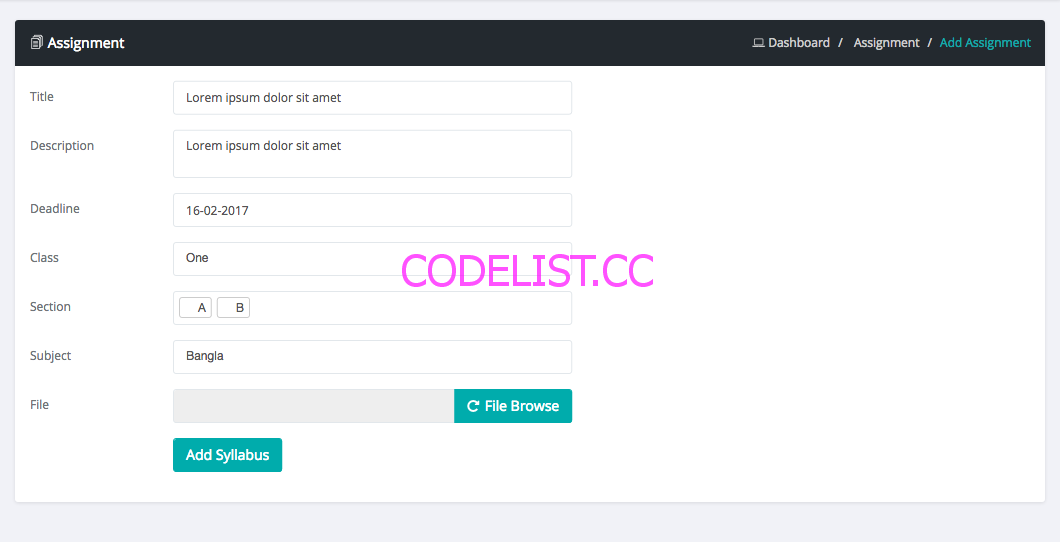 Assignment
Dashboard / Assignment / Add Assignment
Title
Lorem ipsum dolor sit amet
Description
Lorem ipsum dolor sit amet
Deadline
16-02-2017
Class
One
CODELIST.CC
Section
A B
Subject
Bangla
File
File Browse
Add Syllabus